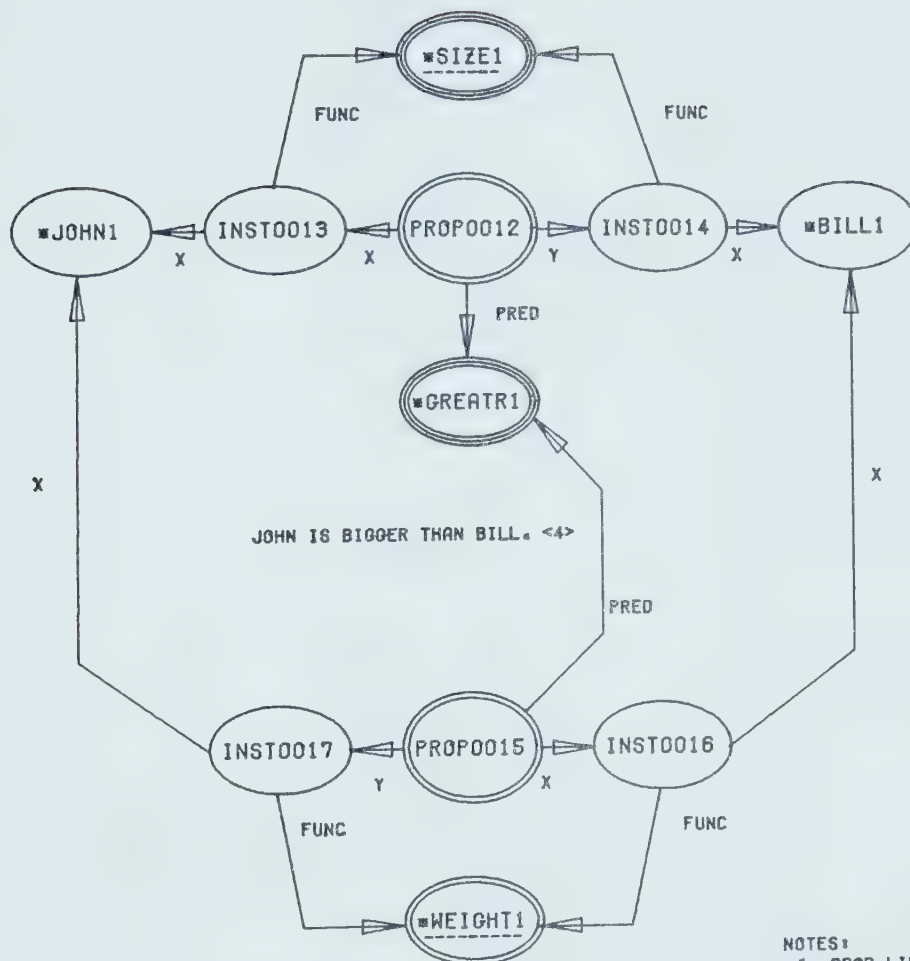 *SIZE1
FUNC
FUNC
*JOHN1
INST0013
PROP0012
INST0014
*BILL1
X
X
Y
X
PRED
*GREATR1
X
X
JOHN IS BIGGER THAN BILL. <4>
PRED
INST0017
PROP0015
INST0016
Y
X
FUNC
FUNC
*WEIGHT1
NOTES: